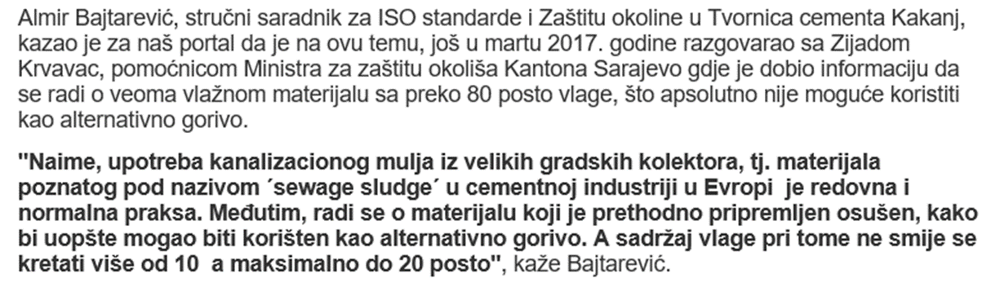 Almir Bajtarević, stručni saradnik za ISO standarde i Zaštitu okoline u Tvornica cementa Kakanj,
kazao je za naš portal da je na ovu temu, još u martu 2017. godine razgovarao sa Zijadom
Krvavac, pomoćnicom Ministra za zaštitu okoliša Kantona Sarajevo gdje je dobio informaciju da
se radi o veoma vlažnom materijalu sa preko 80 posto vlage, što apsolutno nije moguće koristiti
kao alternativno gorivo.
"Naime, upotreba kanalizacionog mulja iz velikih gradskih kolektora, tj. materijala
poznatog pod nazivom ´sewage sludge´ u cementnoj industriji u Evropi  je redovna i
normalna praksa. Međutim, radi se o materijalu koji je prethodno pripremljen osušen, kako
bi uopšte mogao biti korišten kao alternativno gorivo. A sadržaj vlage pri tome ne smije se
kretati više od 10  a maksimalno do 20 posto", kaže Bajtarević.